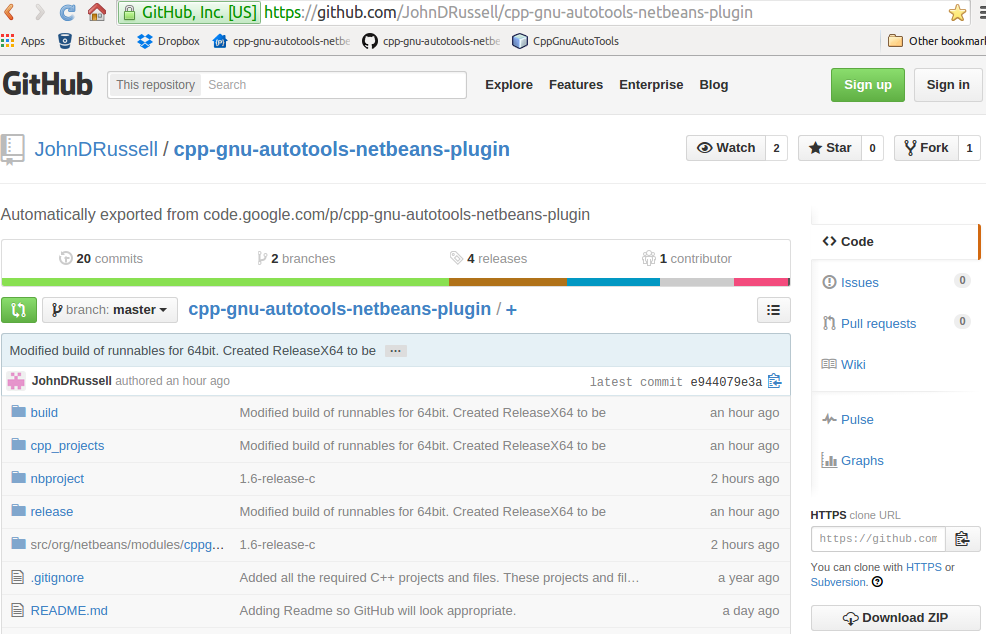 GitHub, Inc. [US] https://github.com/JohnDRussell/cpp-gnu-autotools-netbeans-plugin
Apps Bitbucket Dropbox cpp-gnu-autotools-netbe cpp-gnu-autotools-netbe CppGnuAutoTools Other bookmar
GitHub This repository Search Explore Features Enterprise Blog Sign up Sign in
JohnDRussell / cpp-gnu-autotools-netbeans-plugin Watch 2 Star 0 Fork 1
Automatically exported from code.google.com/p/cpp-gnu-autotools-netbeans-plugin
20 commits 2 branches 4 releases 1 contributor
branch: master cpp-gnu-autotools-netbeans-plugin / +
Modified build of runnables for 64bit. Created ReleaseX64 to be ...
JohnDRussell authored an hour ago latest commit e944079e3a
build Modified build of runnables for 64bit. Created ReleaseX64 to be an hour ago
cpp_projects Modified build of runnables for 64bit. Created ReleaseX64 to be an hour ago
nbproject 1.6-release-c 2 hours ago
release Modified build of runnables for 64bit. Created ReleaseX64 to be an hour ago
src/org/netbeans/modules/cppg... 1.6-release-c 2 hours ago
.gitignore Added all the required C++ projects and files. These projects and fil... a year ago
README.md Adding Readme so GitHub will look appropriate. a day ago
Code
Issues 0
Pull requests 0
Wiki
Pulse
Graphs
HTTPS clone URL
https://github.com
You can clone with HTTPS or
Subversion. ?
Download ZIP